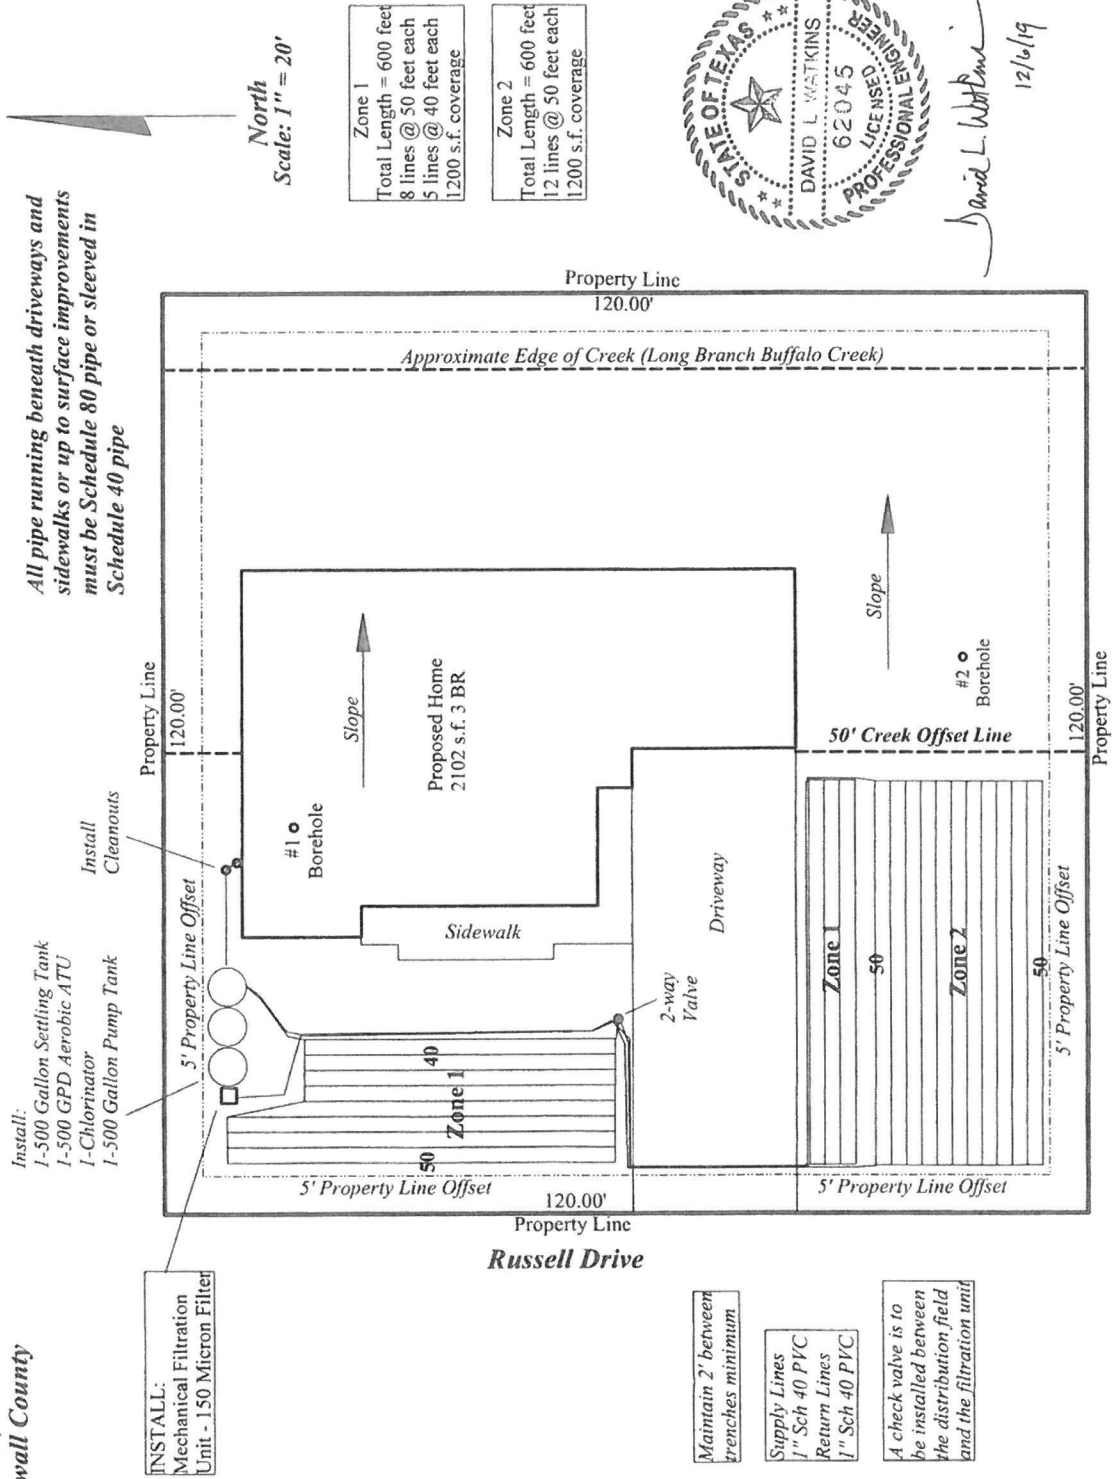 wall County
Install:
1-500 Gallon Settling Tank
1-500 GPD Aerobic ATU
1-Chlorinator
1-500 Gallon Pump Tank
Install
Cleanouts
All pipe running beneath driveways and
sidewalks or up to surface improvements
must be Schedule 80 pipe or sleeved in
Schedule 40 pipe
North
Scale: 1" = 20'
Zone 1
Total Length = 600 feet
8 lines @ 50 feet each
5 lines @ 40 feet each
1200 s.f. coverage
Zone 2
Total Length = 600 feet
12 lines @ 50 feet each
1200 s.f. coverage
STATE OF TEXAS
DAVID L WATKINS
62045
LICENSED
PROFESSIONAL ENGINEER
David L. Watkins
12/6/19
INSTALL:
Mechanical Filtration
Unit - 150 Micron Filter
Property Line
120.00'
5' Property Line Offset
#1
Borehole
Slope
Proposed Home
2102 s.f. 3 BR
Sidewalk
Driveway
2-way
Valve
50
40
Zone 1
5' Property Line Offset
120.00'
Property Line
Russell Drive
5' Property Line Offset
Approximate Edge of Creek (Long Branch Buffalo Creek)
Property Line
120.00'
Slope
#2
Borehole
50' Creek Offset Line
Zone 1
50
Zone 2
50
5' Property Line Offset
120.00'
Property Line
Maintain 2' between
trenches minimum
Supply Lines
1" Sch 40 PVC
Return Lines
1" Sch 40 PVC
A check valve is to
be installed between
the distribution field
and the filtration unit